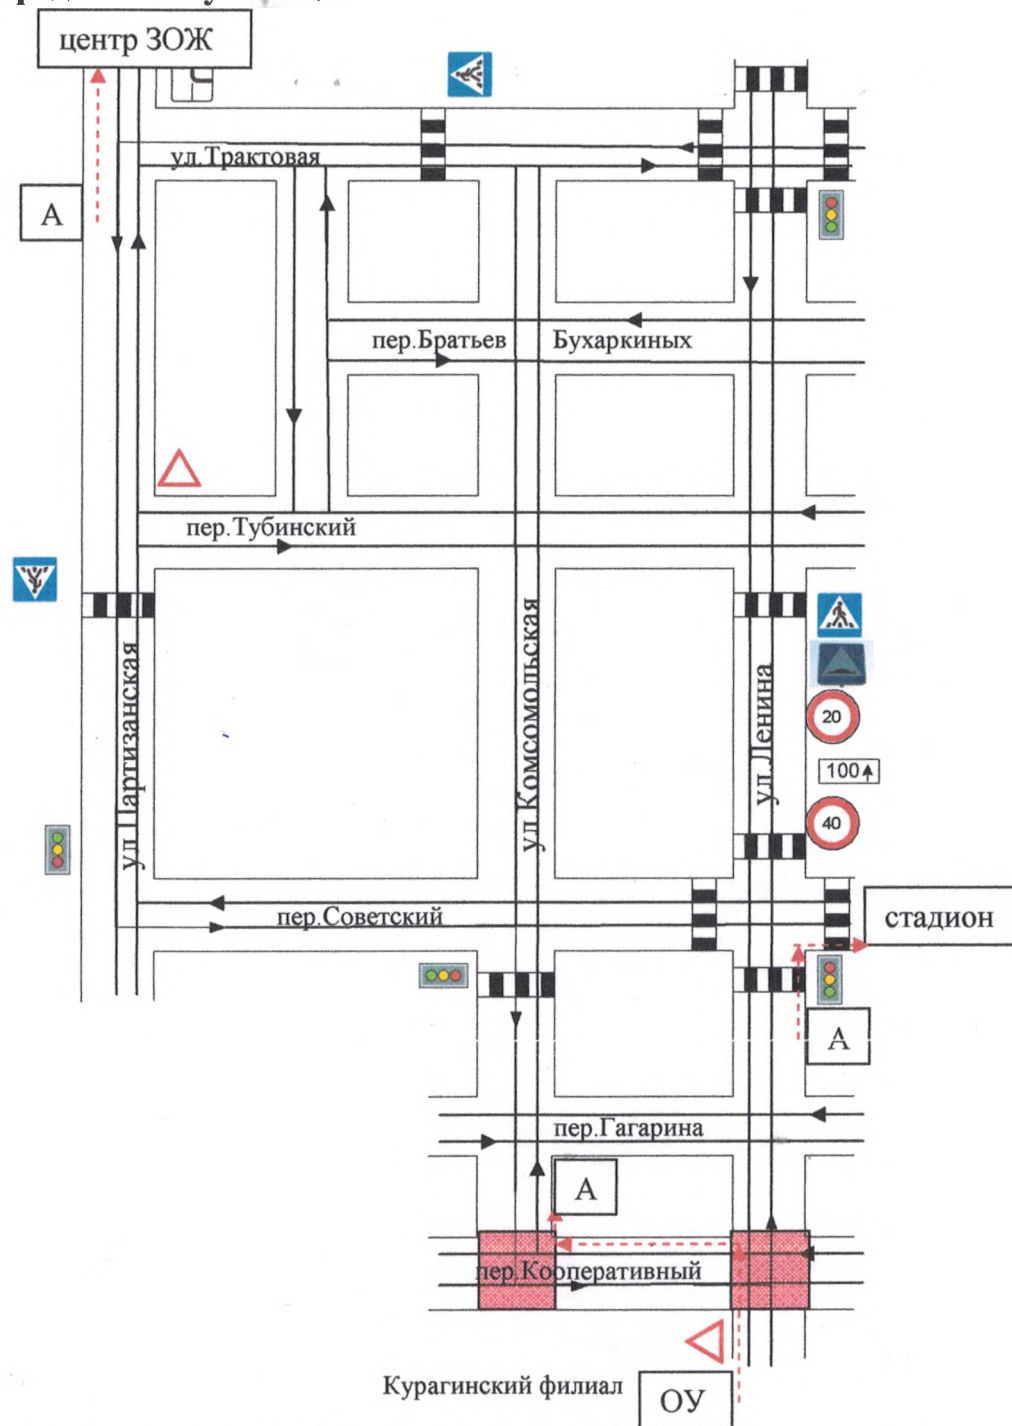 центр ЗОЖ
ул.Трактовая
А
пер.Братьев Бухаркиных
пер.Тубинский
ул.Партизанская
ул.Комсомольская
ул.Ленина
20
100
40
пер.Советский
стадион
А
пер.Гагарина
А
пер.Кооперативный
Курагинский филиал
ОУ